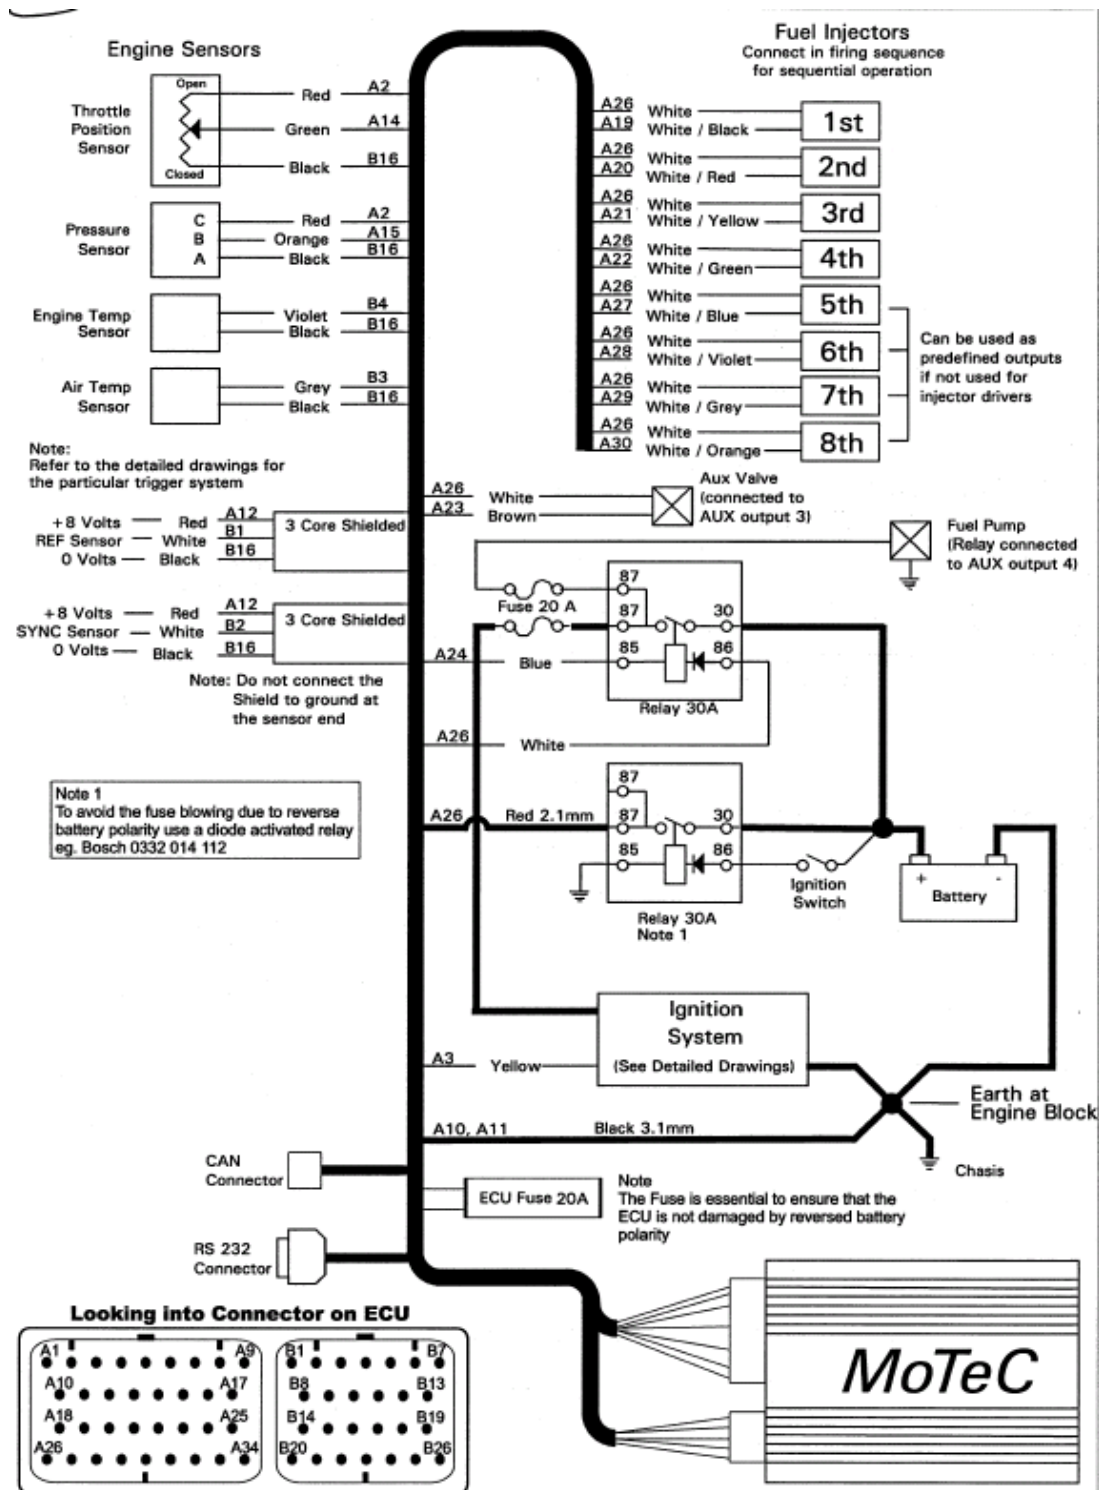 Engine Sensors
Throttle
Position
Sensor
Open
Closed
Red A2
Green A14
Black B16
Pressure
Sensor
C Red A2
B Orange A15
A Black B16
Engine Temp
Sensor
Violet B4
Black B16
Air Temp
Sensor
Grey B3
Black B16
Note:
Refer to the detailed drawings for
the particular trigger system
+8 Volts Red A12
REF Sensor White B1
0 Volts Black B16
3 Core Shielded
+8 Volts Red A12
SYNC Sensor White B2
0 Volts Black B16
3 Core Shielded
Note: Do not connect the
Shield to ground at
the sensor end
Note 1
To avoid the fuse blowing due to reverse
battery polarity use a diode activated relay
eg. Bosch 0332 014 112
Fuel Injectors
Connect in firing sequence
for sequential operation
A26 White
A19 White / Black
1st
A26 White
A20 White / Red
2nd
A26 White
A21 White / Yellow
3rd
A26 White
A22 White / Green
4th
A26 White
A27 White / Blue
5th
A26 White
A28 White / Violet
6th
A26 White
A29 White / Grey
7th
A26 White
A30 White / Orange
8th
Can be used as
predefined outputs
if not used for
injector drivers
A26 White
A23 Brown
Aux Valve
(connected to
AUX output 3)
Fuel Pump
(Relay connected
to AUX output 4)
Fuse 20 A
87
87 30
85 86
Relay 30A
A24 Blue
A26 White
A26 Red 2.1mm
87
87 30
85 86
Relay 30A
Note 1
Ignition
Switch
+ -
Battery
Ignition
System
(See Detailed Drawings)
A3 Yellow
Earth at
Engine Block
A10, A11 Black 3.1mm
Chasis
CAN
Connector
ECU Fuse 20A
Note
The Fuse is essential to ensure that the
ECU is not damaged by reversed battery
polarity
RS 232
Connector
Looking into Connector on ECU
A1 A9 B1 B7
A10 A17 B8 B13
A18 A25 B14 B19
A26 A34 B20 B26
MoTeC